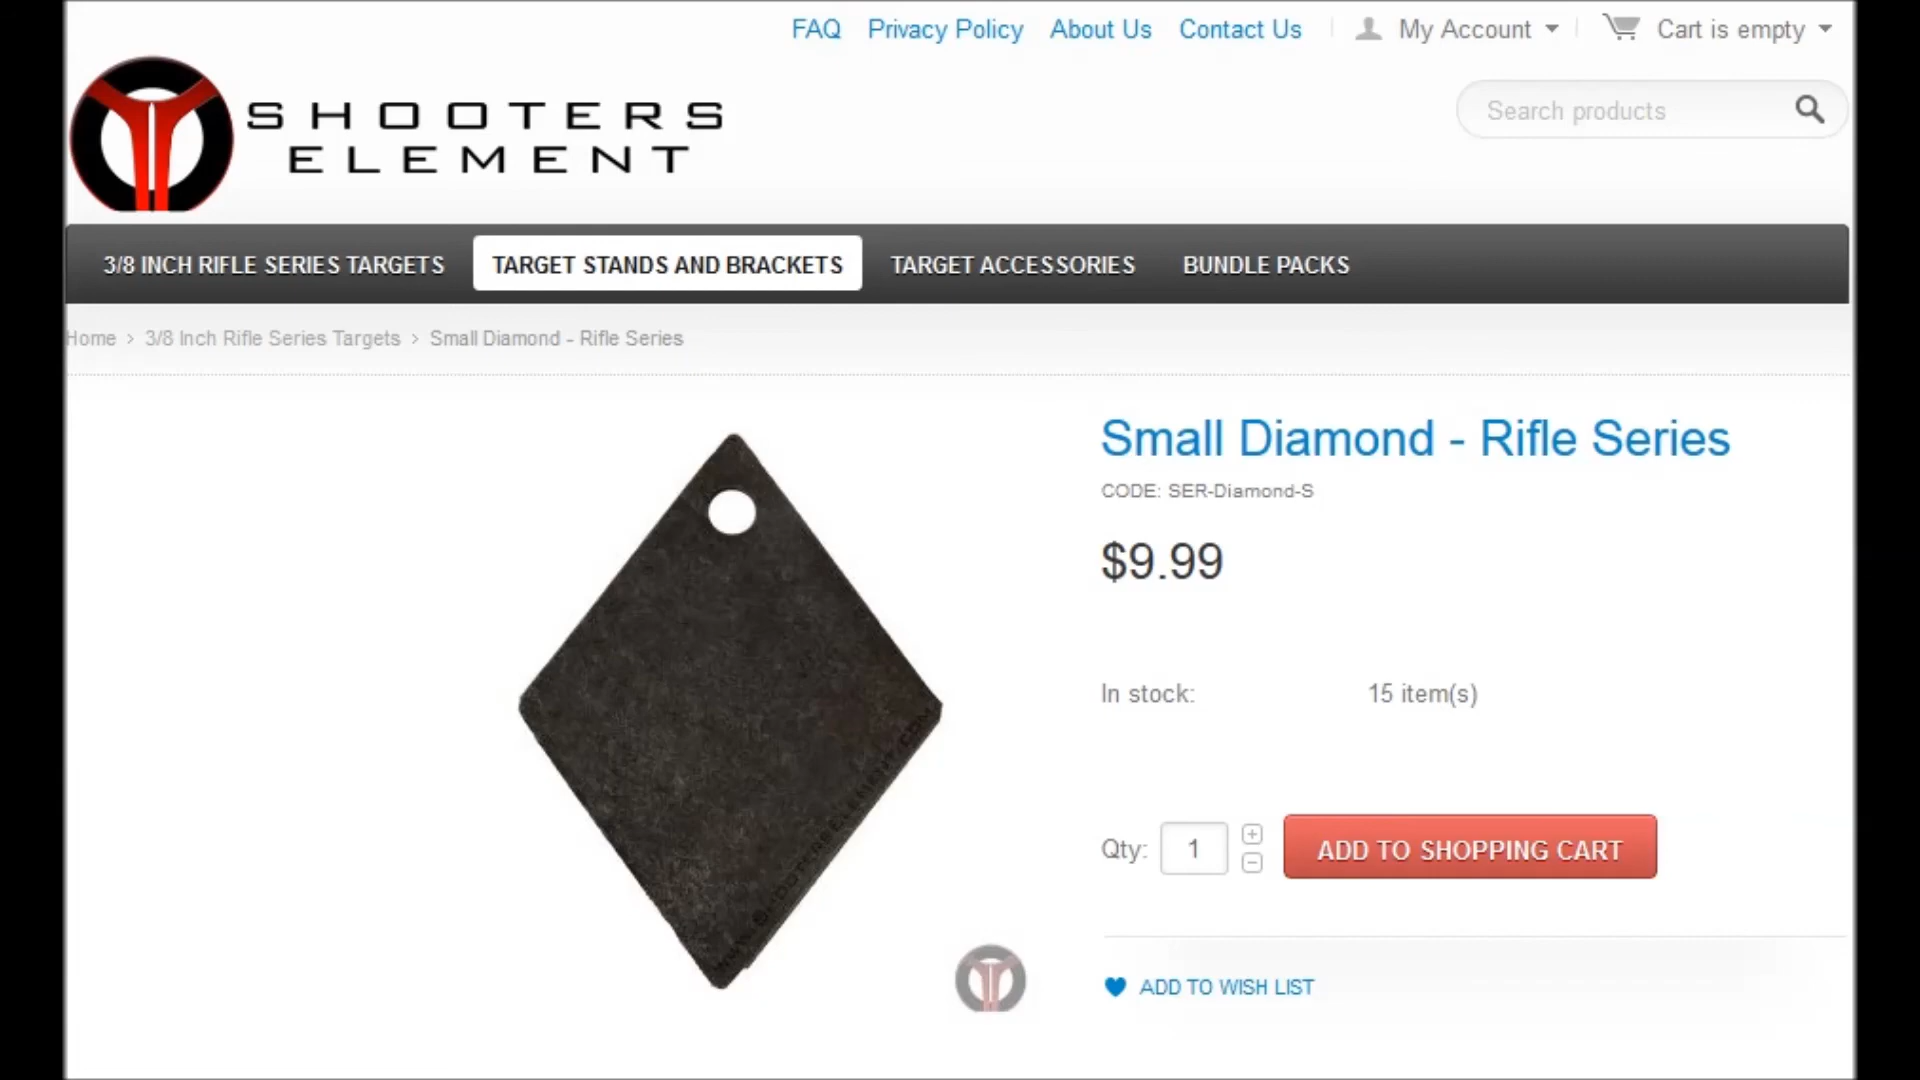 FAQ Privacy Policy About Us Contact Us My Account Cart is empty
SHOOTERS
ELEMENT
Search products
3/8 INCH RIFLE SERIES TARGETS TARGET STANDS AND BRACKETS TARGET ACCESSORIES BUNDLE PACKS
Home > 3/8 Inch Rifle Series Targets > Small Diamond - Rifle Series
Small Diamond - Rifle Series
CODE: SER-Diamond-S
$9.99
In stock: 15 item(s)
WWW.SHOOTERSELEMENT.COM
Qty: 1 + - ADD TO SHOPPING CART
ADD TO WISH LIST